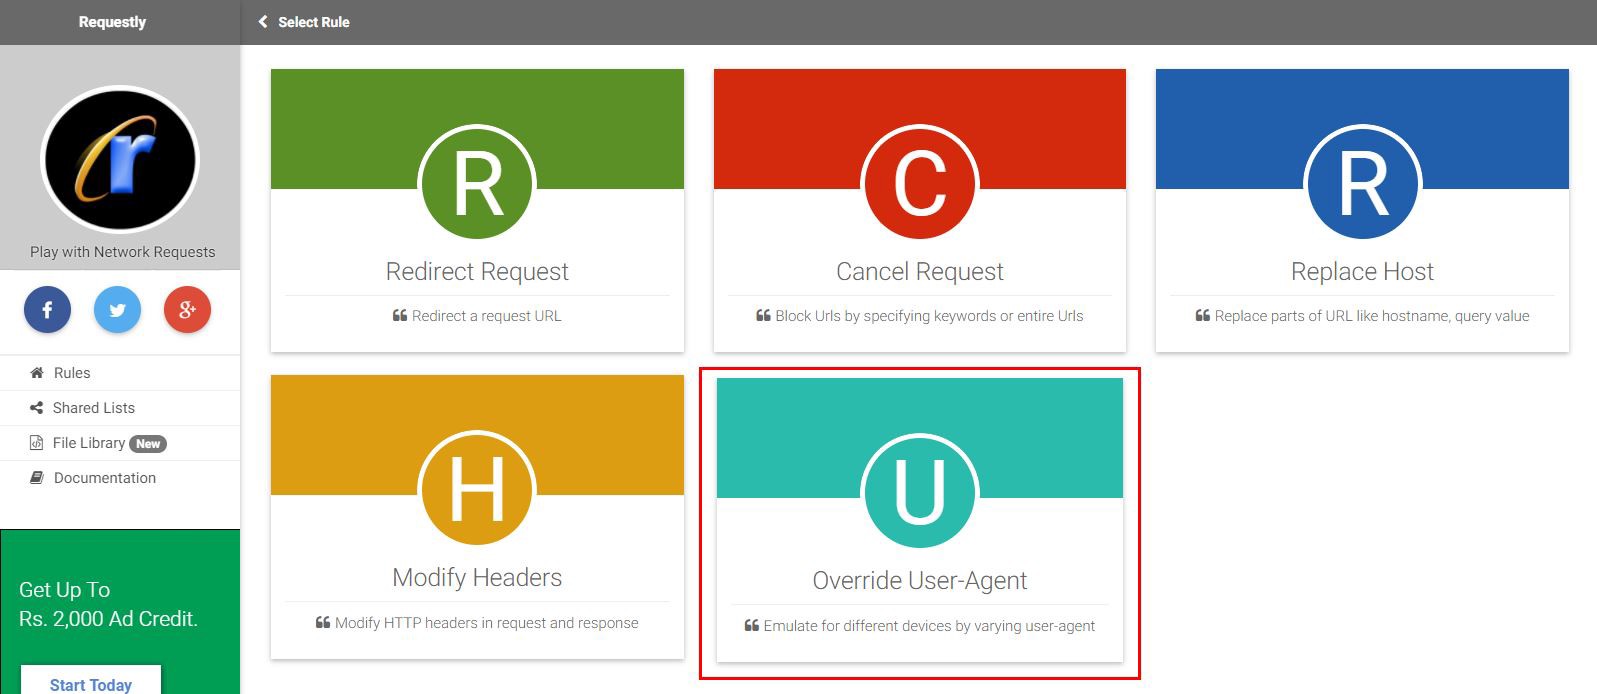 Requestly
Select Rule
Play with Network Requests
Rules
Shared Lists
File Library New
Documentation
Get Up To
Rs. 2,000 Ad Credit.
Start Today
R
Redirect Request
Redirect a request URL
C
Cancel Request
Block Urls by specifying keywords or entire Urls
R
Replace Host
Replace parts of URL like hostname, query value
H
Modify Headers
Modify HTTP headers in request and response
U
Override User-Agent
Emulate for different devices by varying user-agent